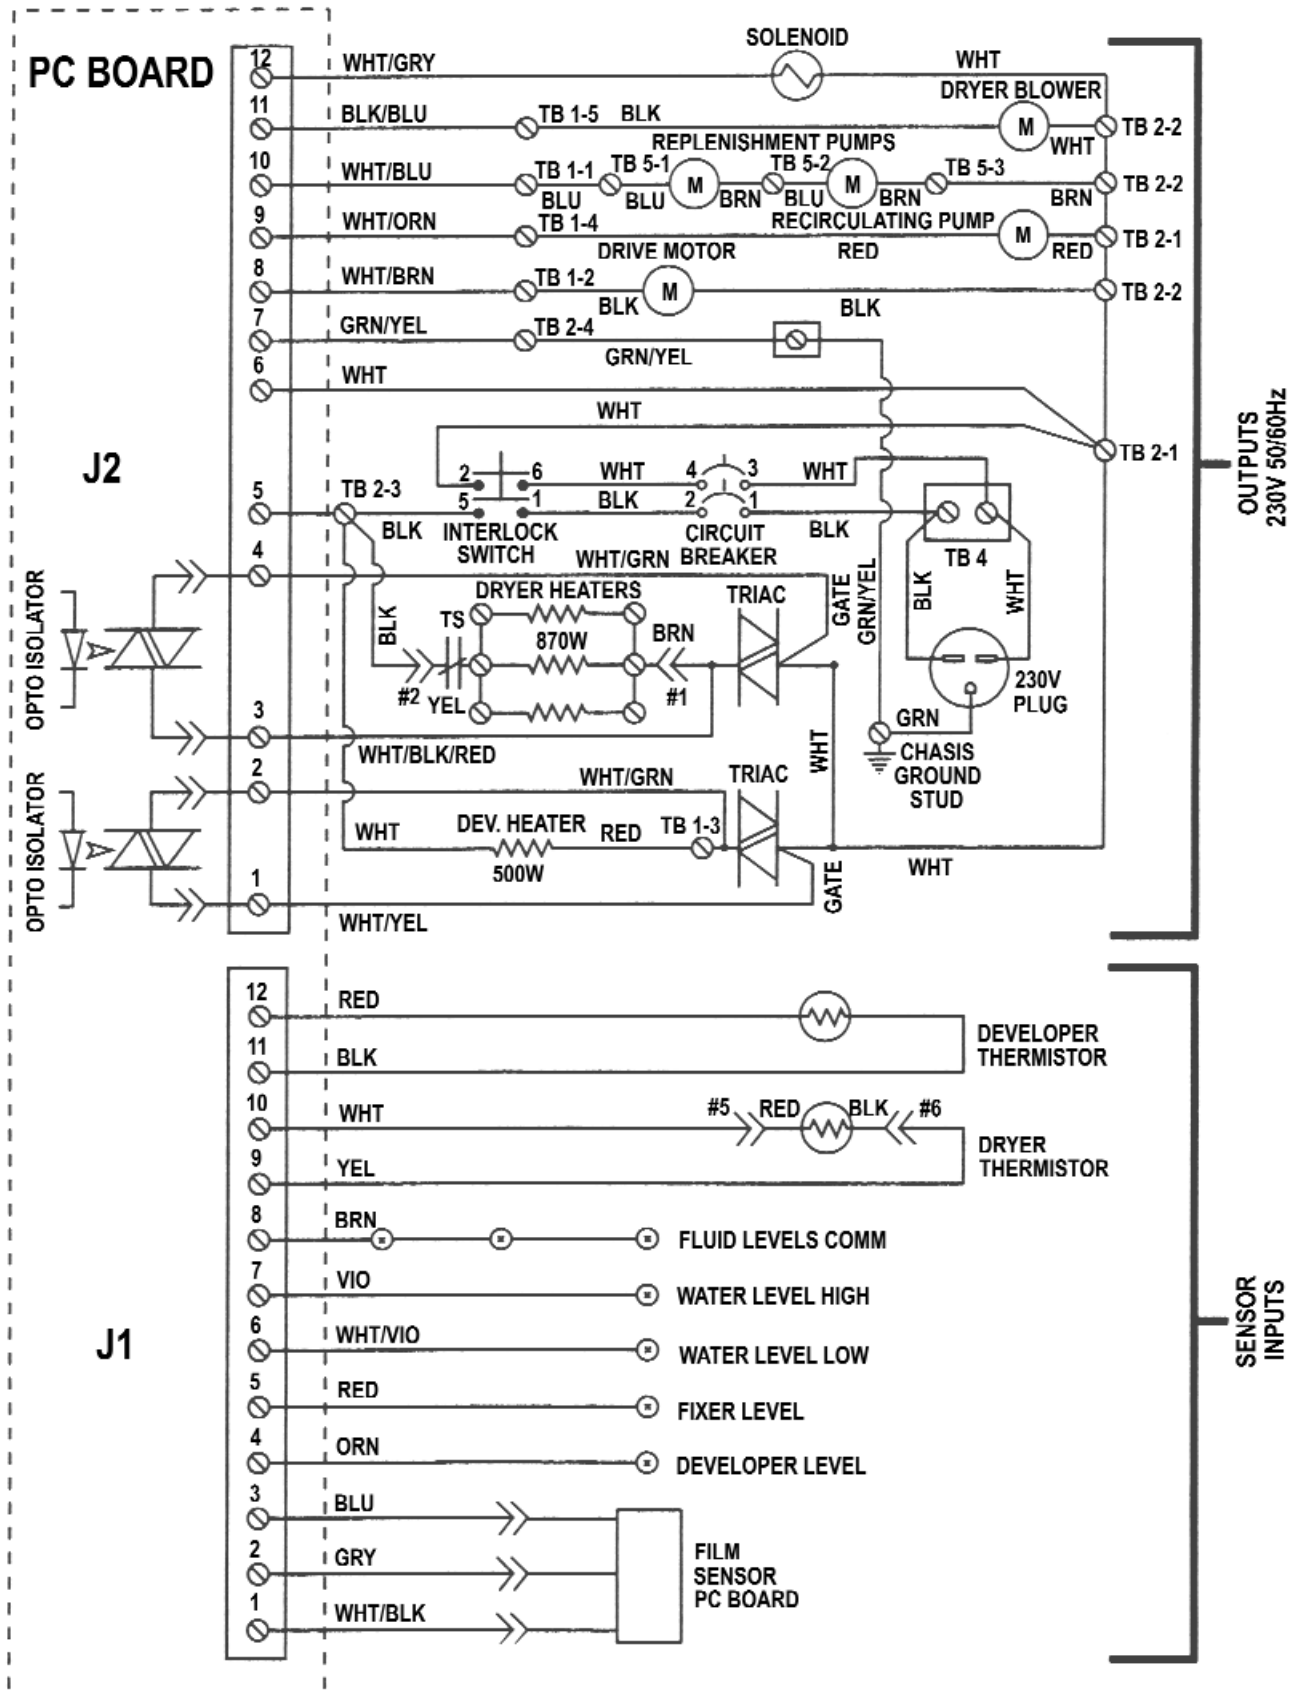 PC BOARD
12
WHT/GRY
SOLENOID
WHT
DRYER BLOWER
11
BLK/BLU
TB 1-5
BLK
M
WHT
TB 2-2
REPLENISHMENT PUMPS
10
WHT/BLU
TB 1-1
BLU
TB 5-1
BLU
M
BRN
TB 5-2
BLU
M
BRN
TB 5-3
BRN
TB 2-2
9
WHT/ORN
TB 1-4
RECIRCULATING PUMP
RED
M
RED
TB 2-1
DRIVE MOTOR
8
WHT/BRN
TB 1-2
BLK
M
BLK
TB 2-2
7
GRN/YEL
TB 2-4
GRN/YEL
6
WHT
WHT
TB 2-1
OUTPUTS
230V 50/60Hz
J2
2
6
WHT
4
3
WHT
5
TB 2-3
BLK
5
1
BLK
2
1
BLK
INTERLOCK
SWITCH
CIRCUIT
BREAKER
TB 4
4
WHT/GRN
OPTO ISOLATOR
BLK
DRYER HEATERS
TS
870W
BRN
TRIAC
GATE
GRN/YEL
BLK
WHT
#2
YEL
#1
230V
PLUG
3
WHT/BLK/RED
GRN
CHASIS
GROUND
STUD
WHT
2
WHT/GRN
TRIAC
OPTO ISOLATOR
WHT
DEV. HEATER
500W
RED
TB 1-3
GATE
WHT
1
WHT/YEL
12
RED
DEVELOPER
THERMISTOR
11
BLK
10
WHT
#5
RED
BLK
#6
DRYER
THERMISTOR
9
YEL
8
BRN
FLUID LEVELS COMM
7
VIO
WATER LEVEL HIGH
J1
6
WHT/VIO
WATER LEVEL LOW
SENSOR
INPUTS
5
RED
FIXER LEVEL
4
ORN
DEVELOPER LEVEL
3
BLU
2
GRY
FILM
SENSOR
PC BOARD
1
WHT/BLK